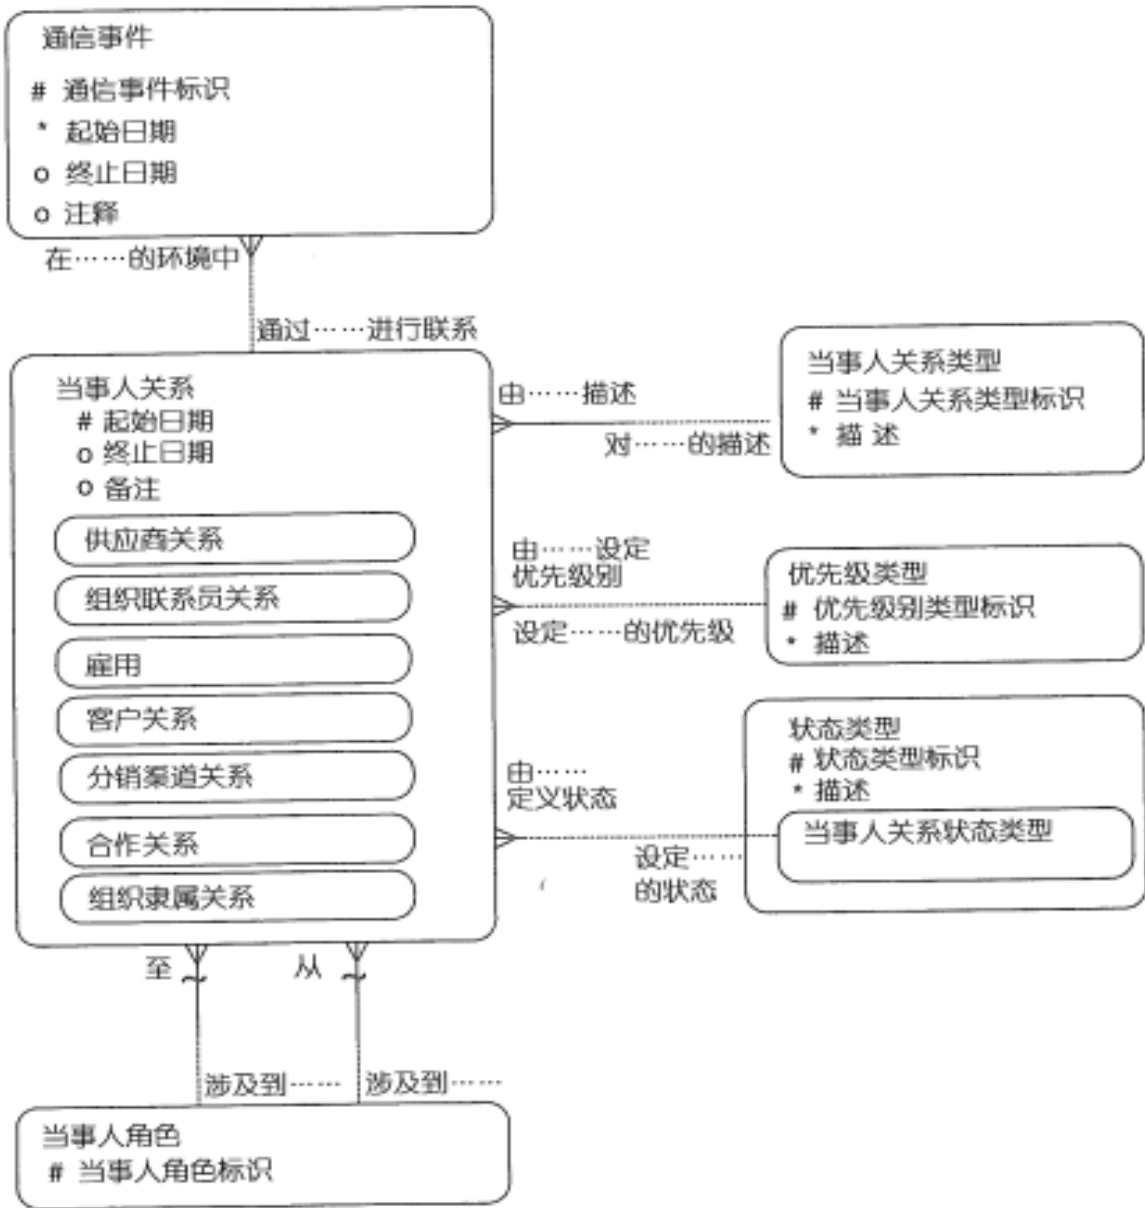 通信事件
# 通信事件标识
* 起始日期
o 终止日期
o 注释
在……的环境中
通过……进行联系
当事人关系
# 起始日期
o 终止日期
o 备注
供应商关系
组织联系员关系
雇用
客户关系
分销渠道关系
合作关系
组织隶属关系
由……描述
对……的描述
当事人关系类型
# 当事人关系类型标识
* 描 述
由……设定
优先级别
设定……的优先级
优先级类型
# 优先级别类型标识
* 描述
由……
定义状态
设定……
的状态
状态类型
# 状态类型标识
* 描述
当事人关系状态类型
至
从
涉及到……
涉及到……
当事人角色
# 当事人角色标识